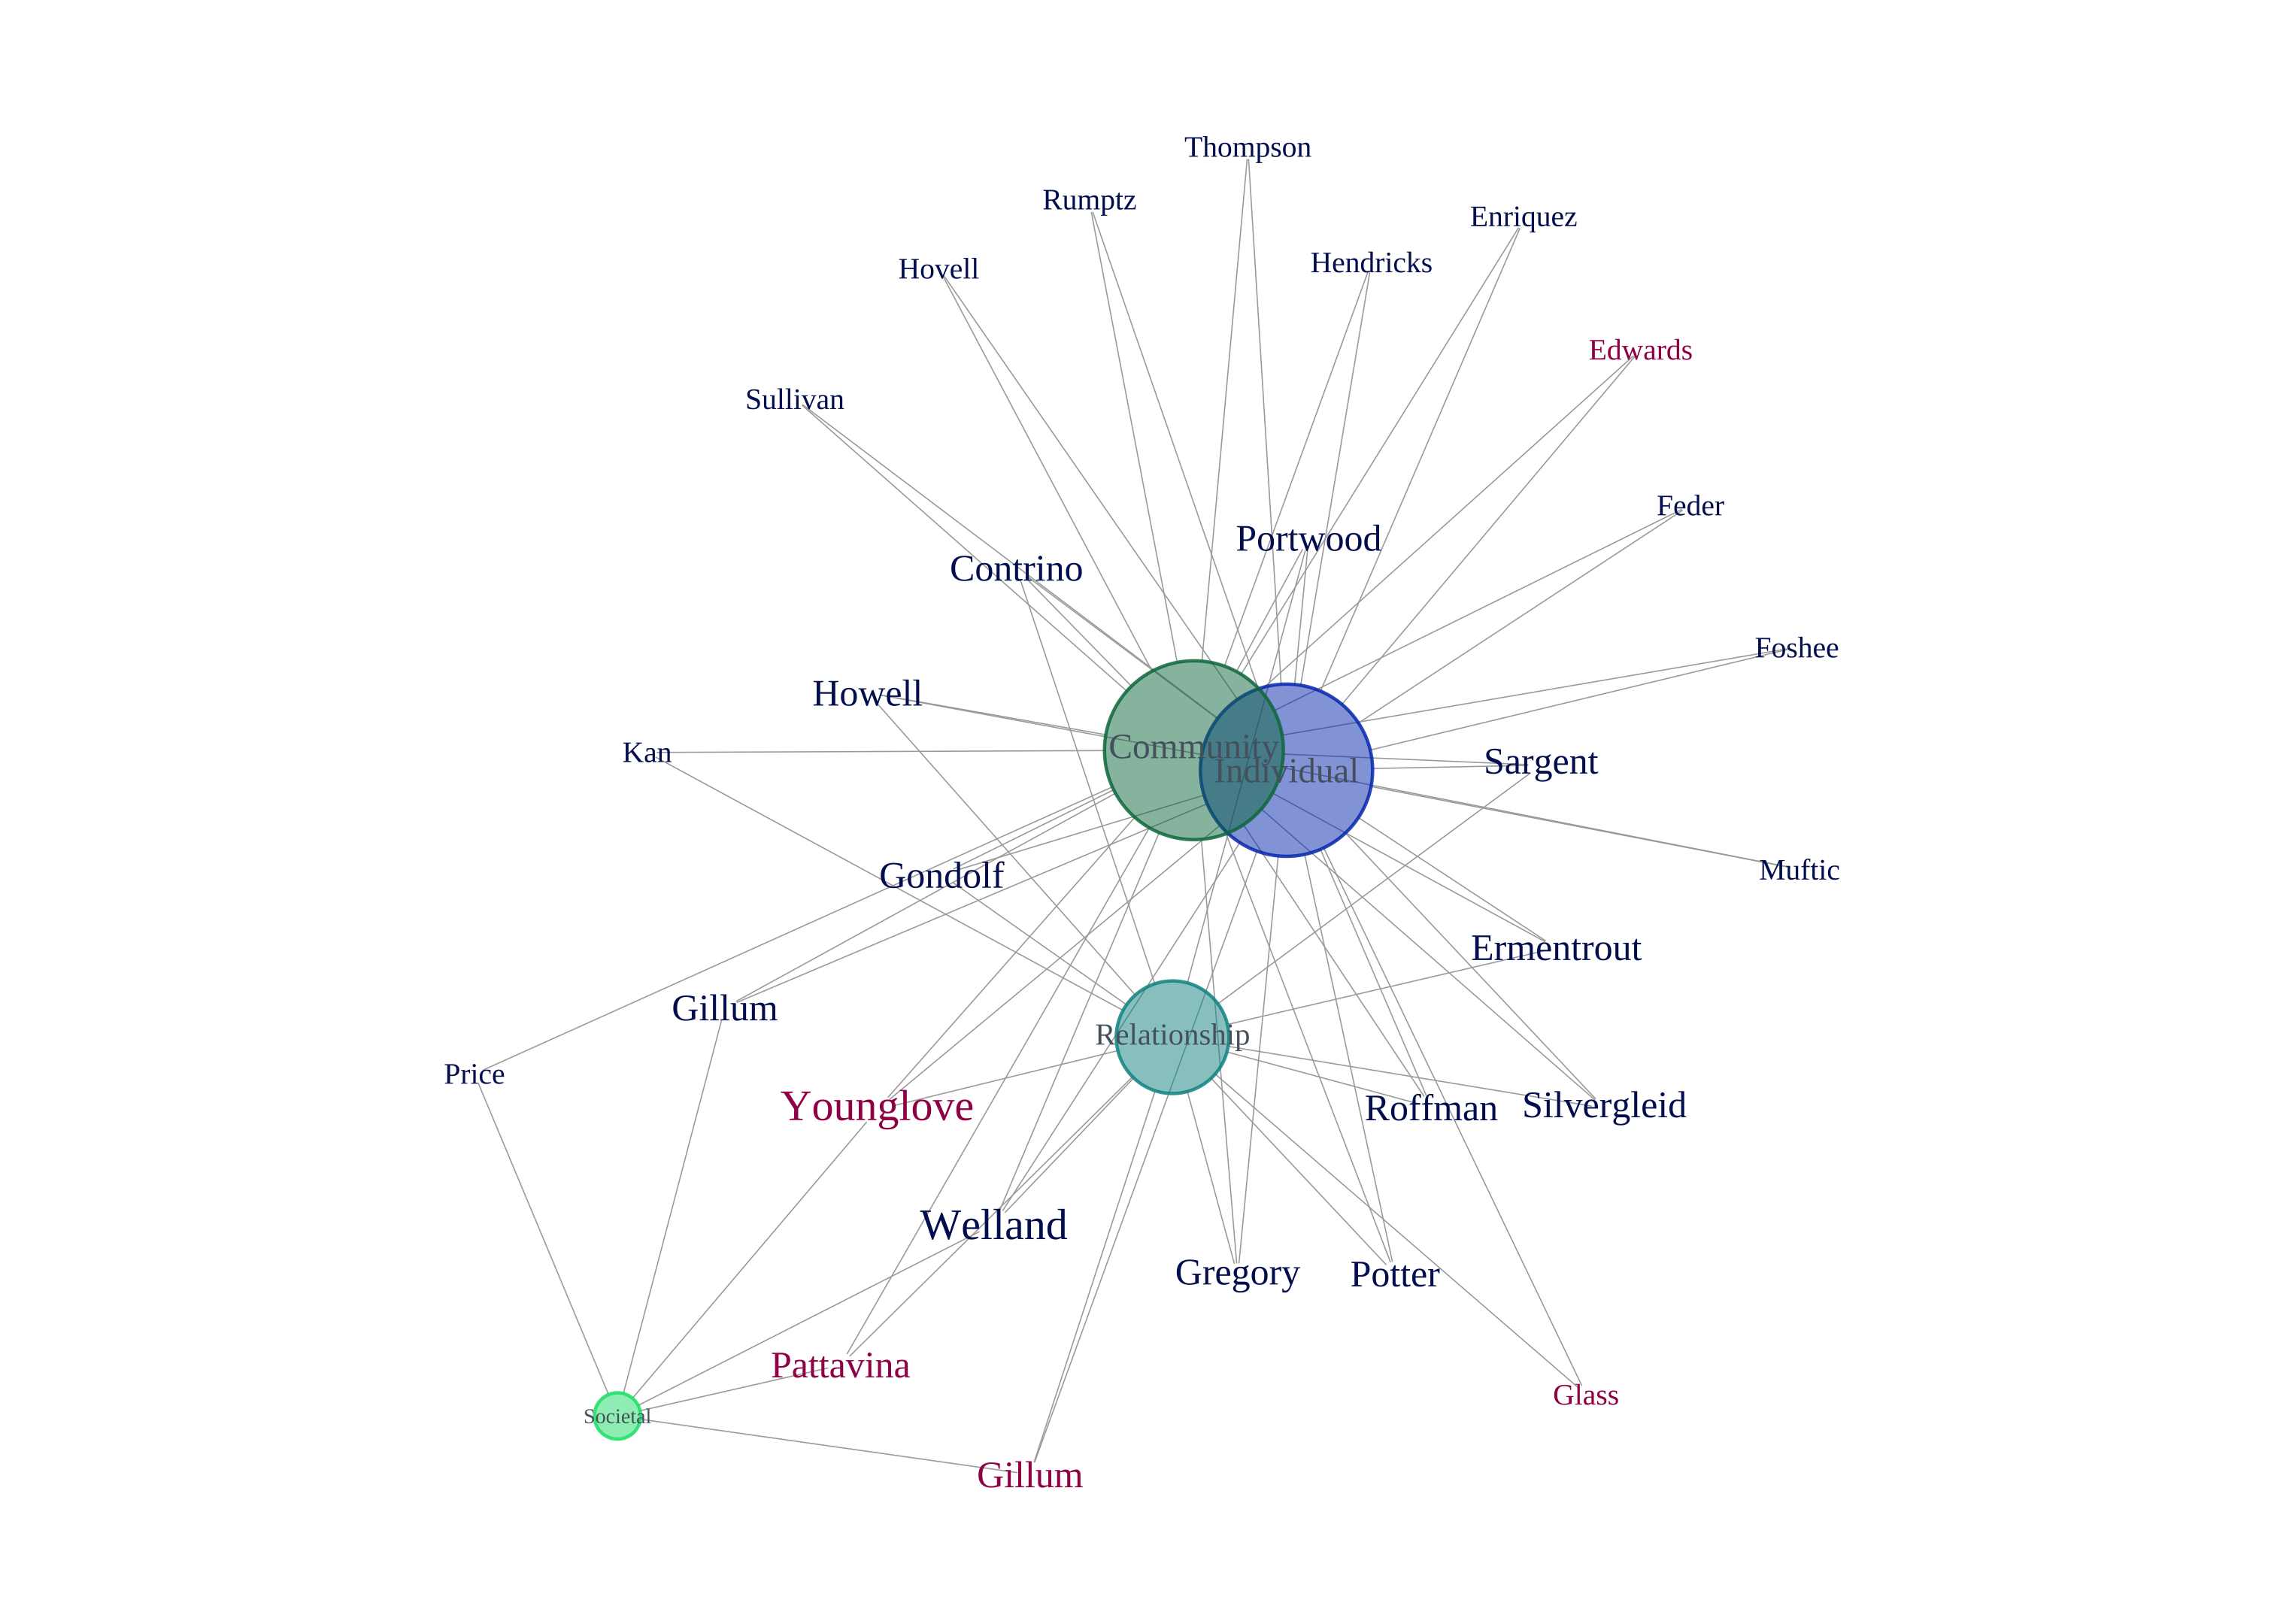 Thompson
Rumptz
Enriquez
Hendricks
Hovell
Edwards
Sullivan
Feder
Portwood
Contrino
Foshee
Howell
Community
Kan
Sargent
Individual
Muftic
Gondolf
Ermentrout
Gillum
Relationship
Price
Younglove
Roffman
Silvergleid
Welland
Gregory
Potter
Pattavina
Glass
Societal
Gillum